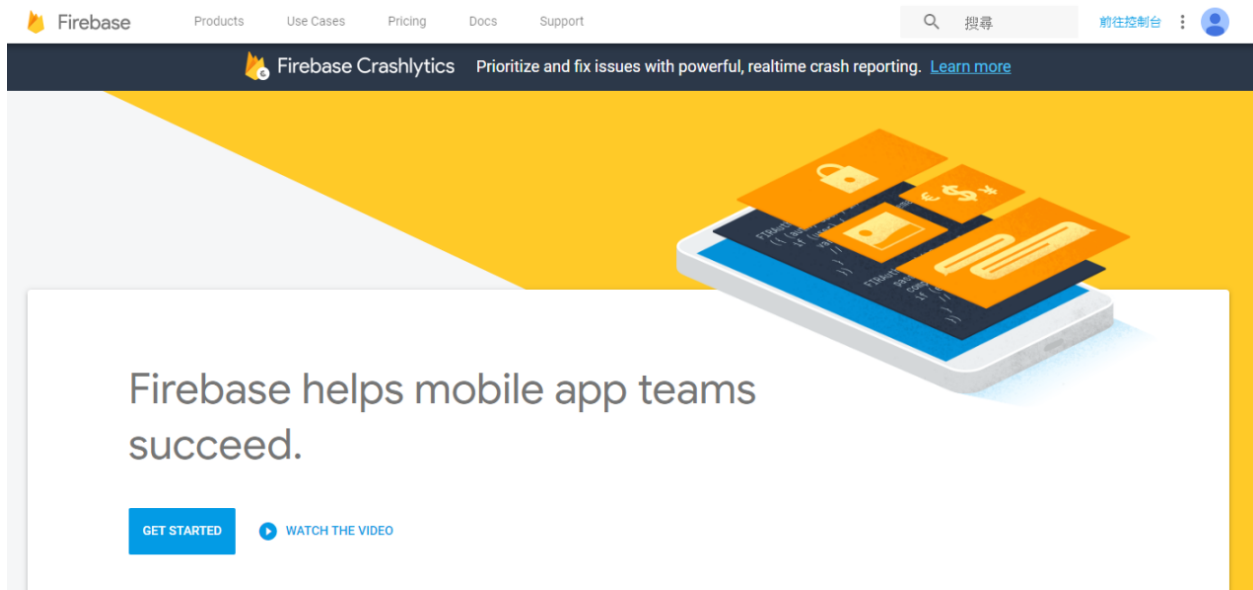 Firebase Products Use Cases Pricing Docs Support 搜尋 前往控制台
Firebase Crashlytics Prioritize and fix issues with powerful, realtime crash reporting. Learn more
€ $ ¥
Firebase helps mobile app teams
succeed.
GET STARTED WATCH THE VIDEO